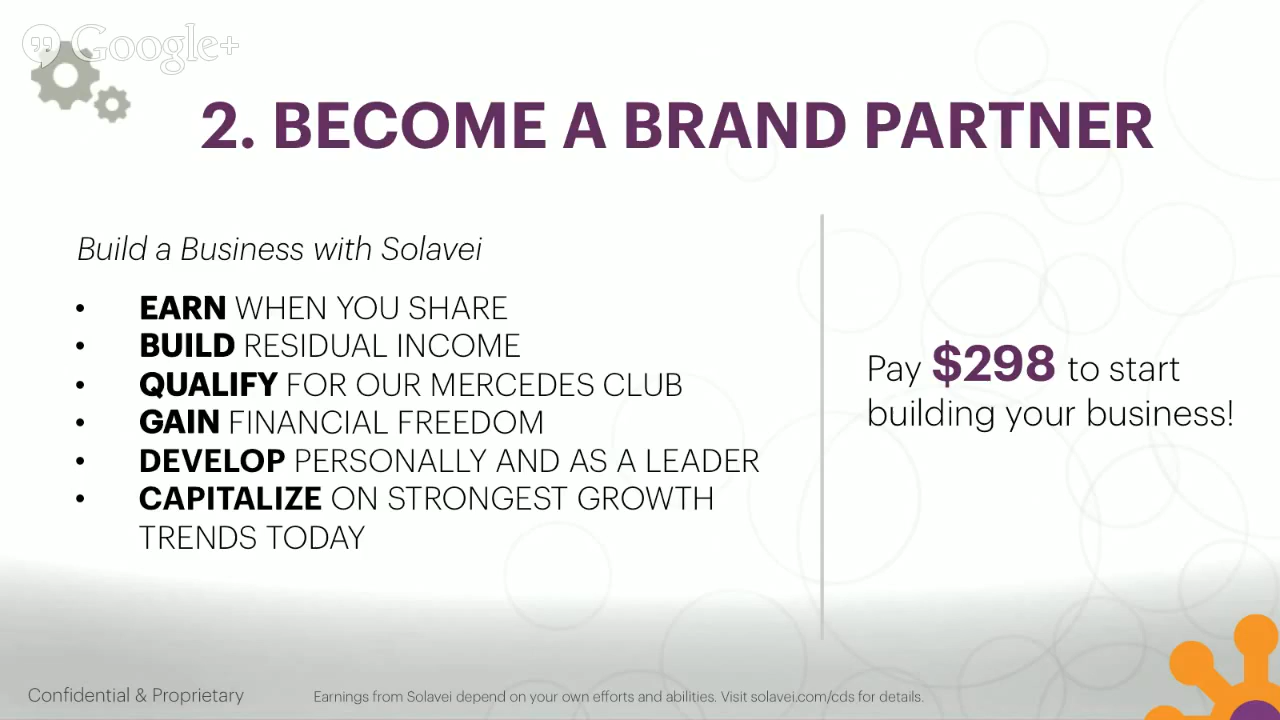 Google+
2. BECOME A BRAND PARTNER
Build a Business with Solavei
• EARN WHEN YOU SHARE
• BUILD RESIDUAL INCOME
• QUALIFY FOR OUR MERCEDES CLUB
• GAIN FINANCIAL FREEDOM
• DEVELOP PERSONALLY AND AS A LEADER
• CAPITALIZE ON STRONGEST GROWTH
TRENDS TODAY
Pay $298 to start
building your business!
Confidential & Proprietary
Earnings from Solavei depend on your own efforts and abilities. Visit solavei.com/cds for details.